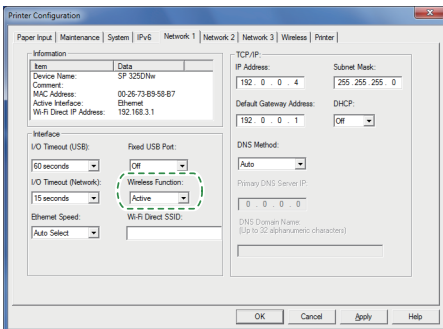 Printer Configuration
Paper Input Maintenance System IPv6 Network 1 Network 2 Network 3 Wireless Printer
Information
Item Data
Device Name: SP 325DNw
Comment:
MAC Address: 00-26-73-B9-58-B7
Active Interface: Ethernet
Wi-Fi Direct IP Address: 192.168.3.1
Interface
I/O Timeout (USB): Fixed USB Port:
60 seconds Off
I/O Timeout (Network): Wireless Function:
15 seconds Active
Ethernet Speed: Wi-Fi Direct SSID:
Auto Select
TCP/IP:
IP Address: Subnet Mask:
192 . 0 . 0 . 4 255 .255 .255 . 0
Default Gateway Address: DHCP:
192 . 0 . 0 . 1 Off
DNS Method:
Auto
Primary DNS Server IP:
0 . 0 . 0 . 0
DNS Domain Name:
(Up to 32 alphanumeric characters)
OK Cancel Apply Help